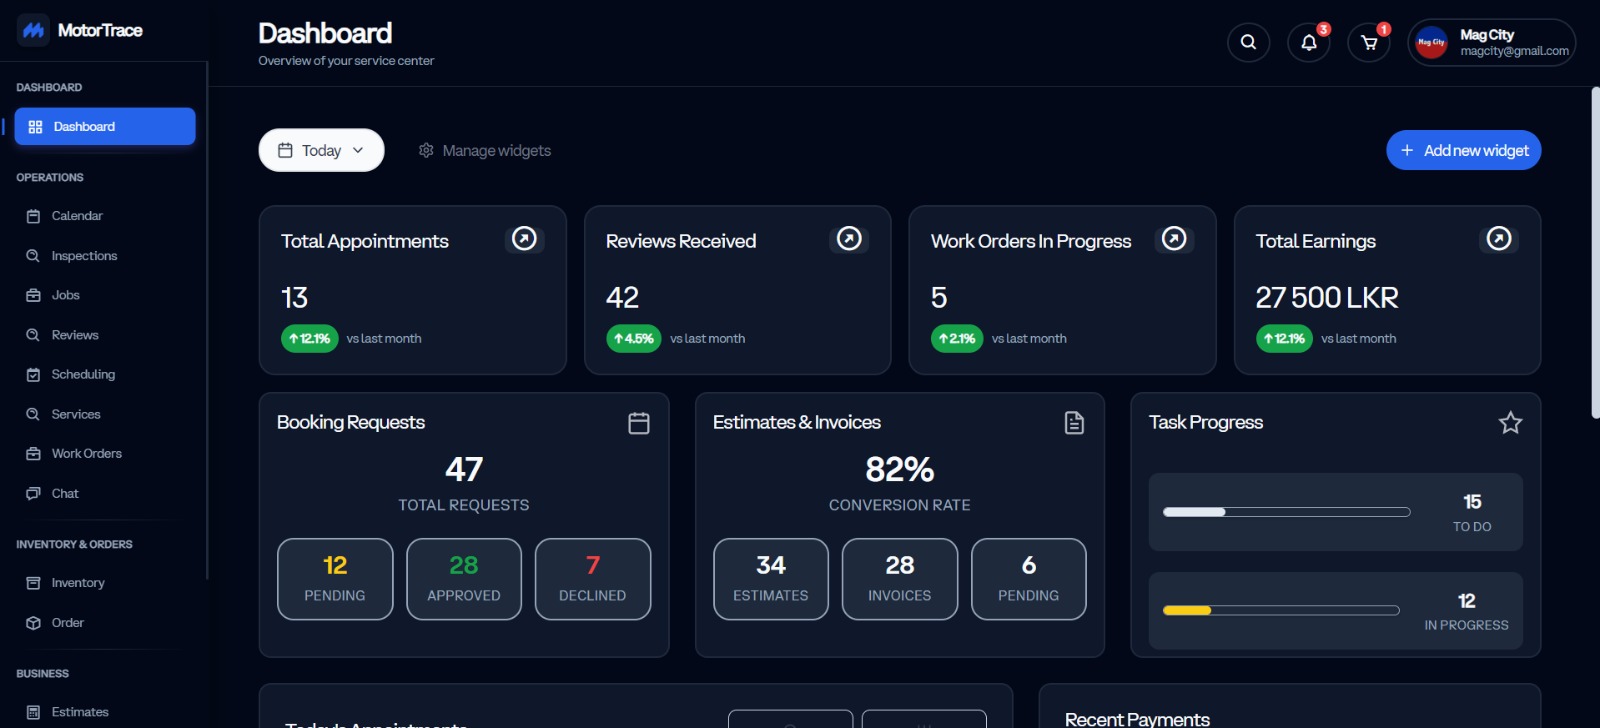 MotorTrace
DASHBOARD
Dashboard
OPERATIONS
Calendar
Inspections
Jobs
Reviews
Scheduling
Services
Work Orders
Chat
INVENTORY & ORDERS
Inventory
Order
BUSINESS
Estimates
Dashboard
Overview of your service center
3
1
Mag City
Mag City
magcity@gmail.com
Today
Manage widgets
+ Add new widget
Total Appointments
13
↑12.1% vs last month
Reviews Received
42
↑4.5% vs last month
Work Orders In Progress
5
↑2.1% vs last month
Total Earnings
27 500 LKR
↑12.1% vs last month
Booking Requests
47
TOTAL REQUESTS
12
PENDING
28
APPROVED
7
DECLINED
Estimates & Invoices
82%
CONVERSION RATE
34
ESTIMATES
28
INVOICES
6
PENDING
Task Progress
15
TO DO
12
IN PROGRESS
Today's Appointments
Recent Payments